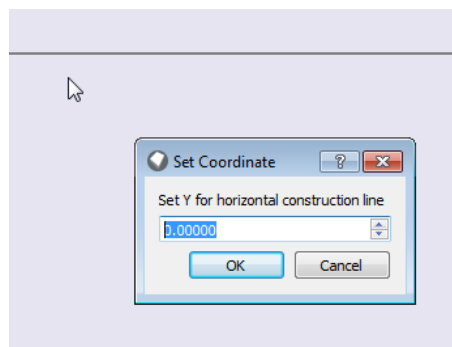 Set Coordinate
Set Y for horizontal construction line
0.00000
OK
Cancel